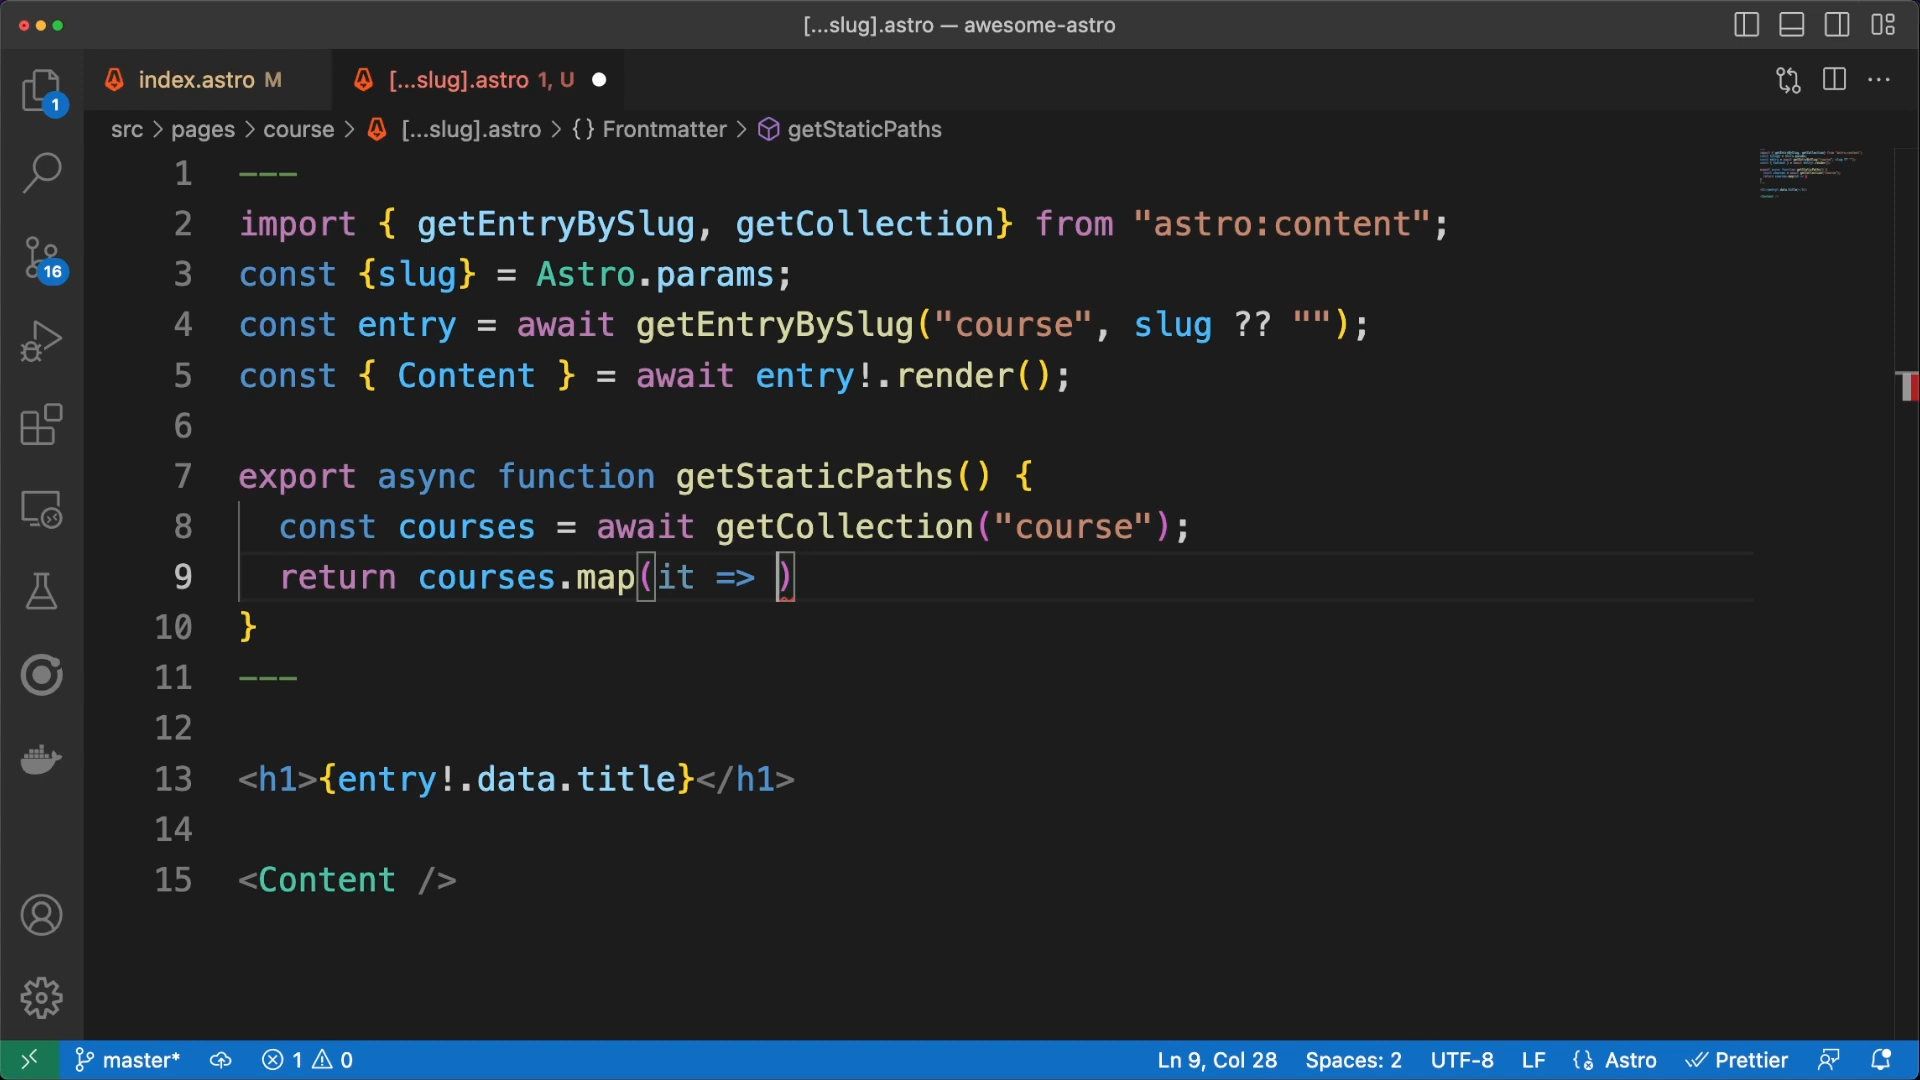 [...slug].astro — awesome-astro
index.astro M
[...slug].astro 1, U
src > pages > course > [...slug].astro > {} Frontmatter > getStaticPaths
1
16
1 ---
2 import { getEntryBySlug, getCollection} from "astro:content";
3 const {slug} = Astro.params;
4 const entry = await getEntryBySlug("course", slug ?? "");
5 const { Content } = await entry!.render();
6
7 export async function getStaticPaths() {
8 const courses = await getCollection("course");
9 return courses.map(it => )
10 }
11 ---
12
13 <h1>{entry!.data.title}</h1>
14
15 <Content />
master* 1 0 Ln 9, Col 28 Spaces: 2 UTF-8 LF Astro Prettier